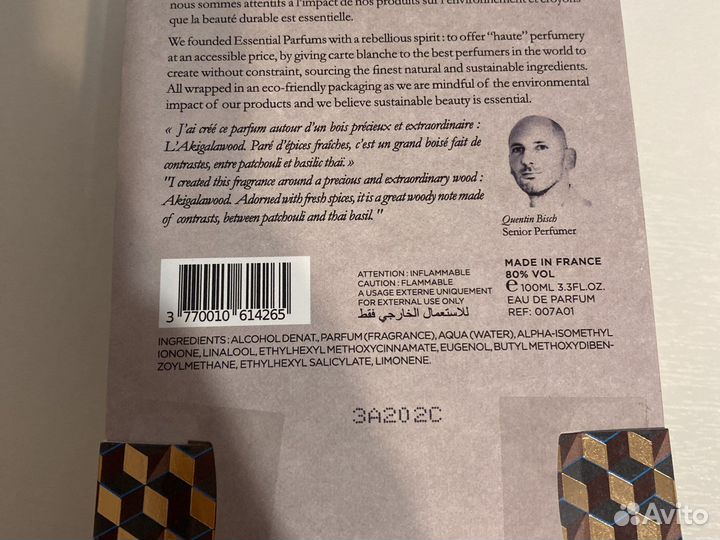 nous sommes attentifs à l'impact de nos produits sur l'environnement et croyons
que la beauté durable est essentielle.
We founded Essential Parfums with a rebellious spirit : to offer “haute” perfumery
at an accessible price, by giving carte blanche to the best perfumers in the world to
create without constraint, sourcing the finest natural and sustainable ingredients.
All wrapped in an eco-friendly packaging as we are mindful of the environmental
impact of our products and we believe sustainable beauty is essential.
« J'ai créé ce parfum autour d'un bois précieux et extraordinaire :
L'Akigalawood. Paré d'épices fraîches, c'est un grand boisé fait de
contrastes, entre patchouli et basilic thaï. »
"I created this fragrance around a precious and extraordinary wood :
Akigalawood. Adorned with fresh spices, it is a great woody note made
of contrasts, between patchouli and thai basil. "
Quentin Bisch
Senior Perfumer
3 770010 614265
ATTENTION : INFLAMMABLE
CAUTION : FLAMMABLE
A USAGE EXTERNE UNIQUEMENT
FOR EXTERNAL USE ONLY
للاستعمال الخارجي فقط
MADE IN FRANCE
80% VOL
e 100ML 3.3FL.OZ.
EAU DE PARFUM
REF: 007A01
INGREDIENTS : ALCOHOL DENAT., PARFUM (FRAGRANCE), AQUA (WATER), ALPHA-ISOMETHYL
IONONE, LINALOOL, ETHYLHEXYL METHOXYCINNAMATE, EUGENOL, BUTYL METHOXYDIBEN-
ZOYLMETHANE, ETHYLHEXYL SALICYLATE, LIMONENE.
3A202C
Avito